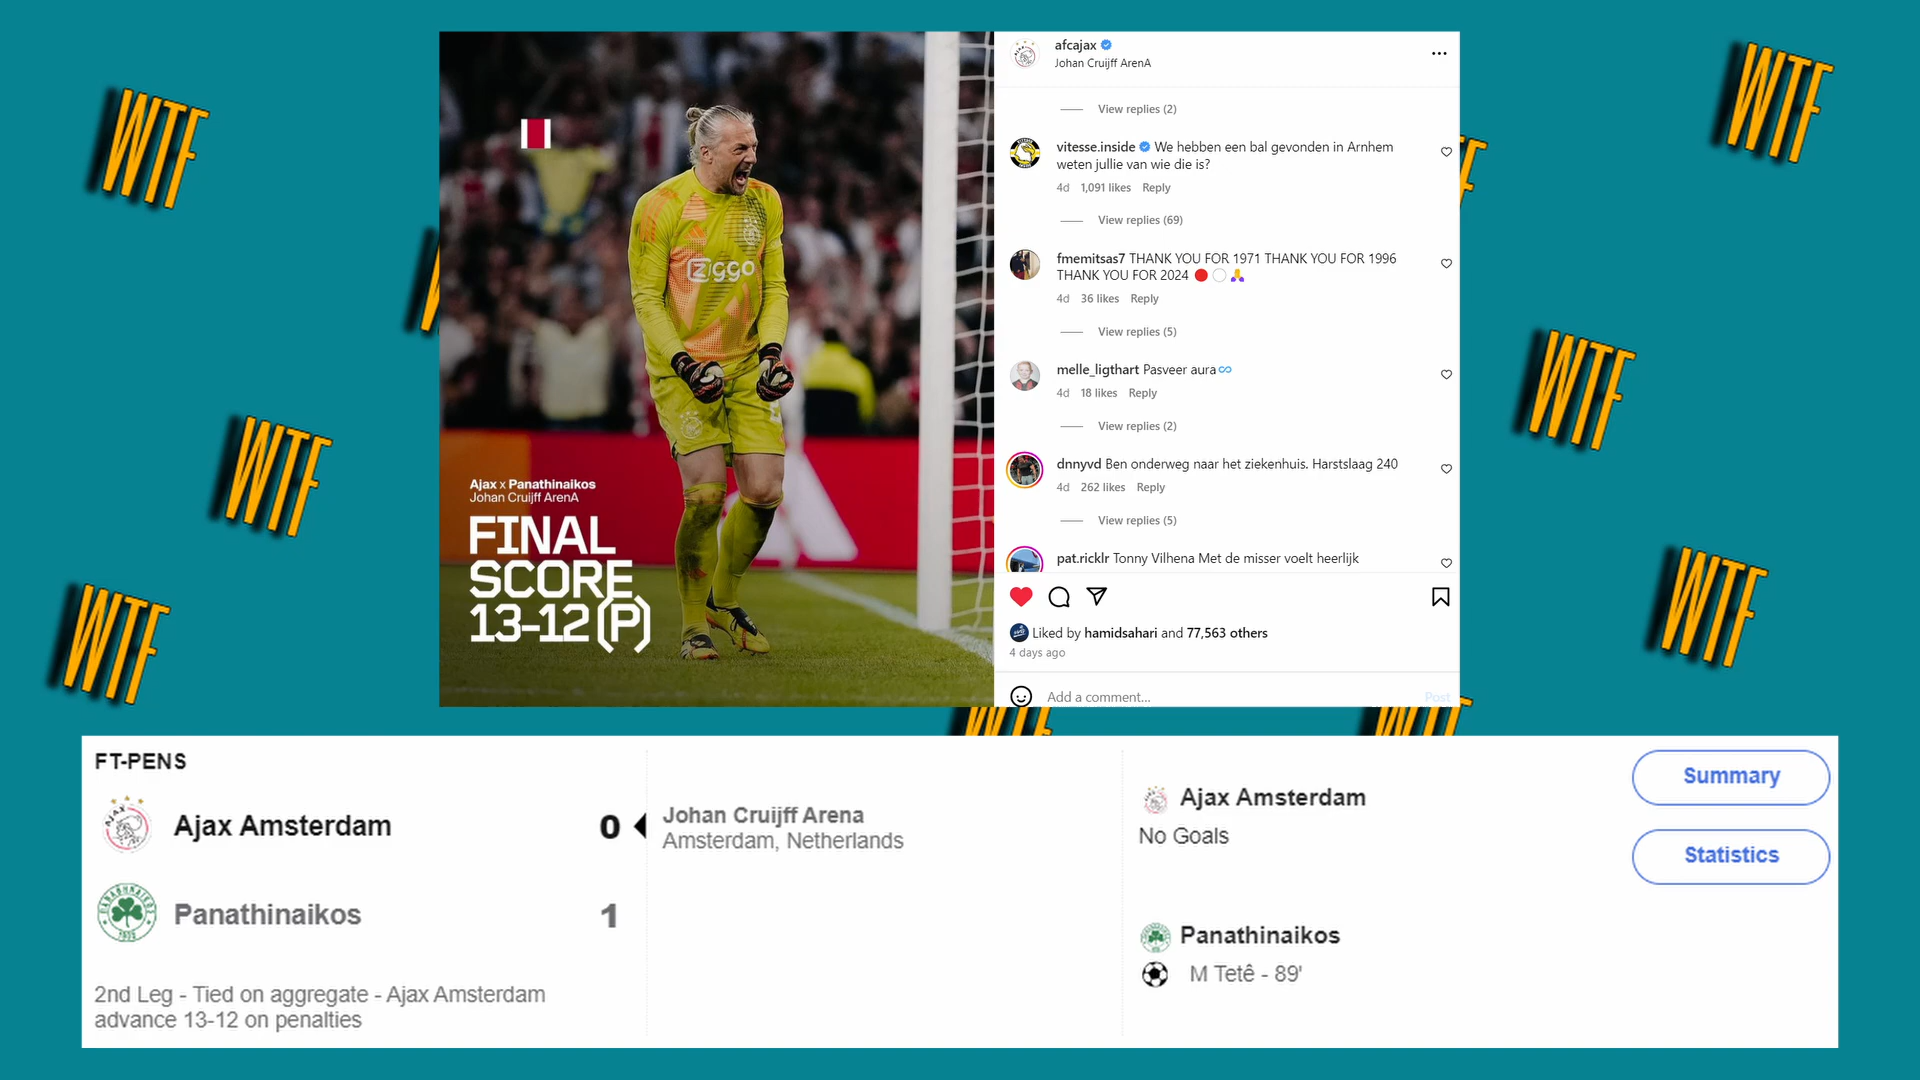 WTF
WTF
WTF
WTF
WTF
WTF
afcajax
Johan Cruijff ArenA
View replies (2)
vitesse.inside We hebben een bal gevonden in Arnhem
weten jullie van wie die is?
4d 1,091 likes Reply
View replies (69)
fmemitsas7 THANK YOU FOR 1971 THANK YOU FOR 1996
THANK YOU FOR 2024
4d 36 likes Reply
View replies (5)
melle_ligthart Pasveer aura
4d 18 likes Reply
View replies (2)
dnnyvd Ben onderweg naar het ziekenhuis. Harstslaag 240
4d 262 likes Reply
View replies (5)
pat.ricklr Tonny Vilhena Met de misser voelt heerlijk
Liked by hamidsahari and 77,563 others
4 days ago
Add a comment...
Post
ZIGGO
Ajax x Panathinaikos
Johan Cruijff ArenA
FINAL
SCORE
13-12 (P)
FT-PENS
Ajax Amsterdam 0
Panathinaikos 1
2nd Leg - Tied on aggregate - Ajax Amsterdam
advance 13-12 on penalties
Johan Cruijff Arena
Amsterdam, Netherlands
Ajax Amsterdam
No Goals
Panathinaikos
M Tetê - 89'
Summary
Statistics